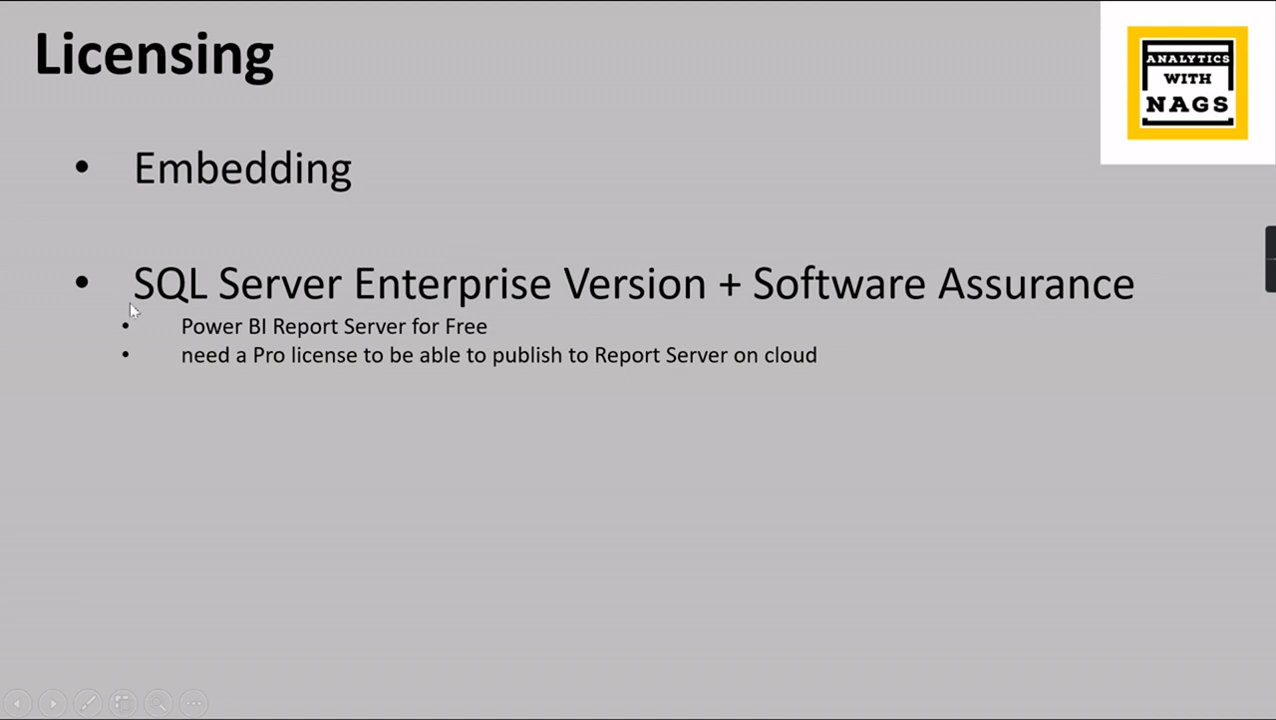 Licensing
ANALYTICS
WITH
NAGS
• Embedding
• SQL Server Enterprise Version + Software Assurance
• Power BI Report Server for Free
• need a Pro license to be able to publish to Report Server on cloud